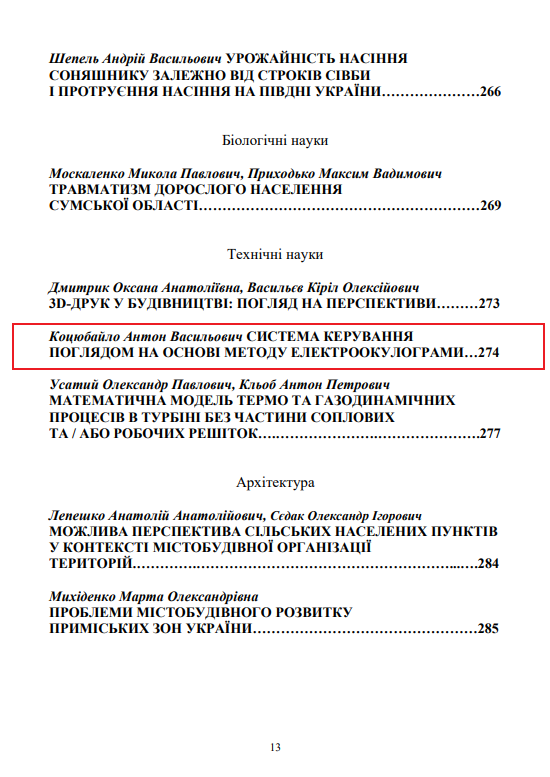 Шепель Андрій Васильович УРОЖАЙНІСТЬ НАСІННЯ
СОНЯШНИКУ ЗАЛЕЖНО ВІД СТРОКІВ СІВБИ
І ПРОТРУЄННЯ НАСІННЯ НА ПІВДНІ УКРАЇНИ…………………266
Біологічні науки
Москаленко Микола Павлович, Приходько Максим Вадимович
ТРАВМАТИЗМ ДОРОСЛОГО НАСЕЛЕННЯ
СУМСЬКОЇ ОБЛАСТІ………………………………………………………269
Технічні науки
Дмитрик Оксана Анатоліївна, Васильєв Кіріл Олексійович
3D-ДРУК У БУДІВНИЦТВІ: ПОГЛЯД НА ПЕРСПЕКТИВИ………273
Коцюбайло Антон Васильович СИСТЕМА КЕРУВАННЯ
ПОГЛЯДОМ НА ОСНОВІ МЕТОДУ ЕЛЕКТРООКУЛОГРАМИ…274
Усатий Олександр Павлович, Кльоб Антон Петрович
МАТЕМАТИЧНА МОДЕЛЬ ТЕРМО ТА ГАЗОДИНАМІЧНИХ
ПРОЦЕСІВ В ТУРБІНІ БЕЗ ЧАСТИНИ СОПЛОВИХ
ТА / АБО РОБОЧИХ РЕШІТОК….………………….………………….277
Архітектура
Лепешко Анатолій Анатолійович, Сєдак Олександр Ігорович
МОЖЛИВА ПЕРСПЕКТИВА СІЛЬСЬКИХ НАСЕЛЕНИХ ПУНКТІВ
У КОНТЕКСТІ МІСТОБУДІВНОЇ ОРГАНІЗАЦІЇ
ТЕРИТОРІЙ.………….………………………………………………...….284
Михіденко Марта Олександрівна
ПРОБЛЕМИ МІСТОБУДІВНОГО РОЗВИТКУ
ПРИМІСЬКИХ ЗОН УКРАЇНИ……………………………………………285
13